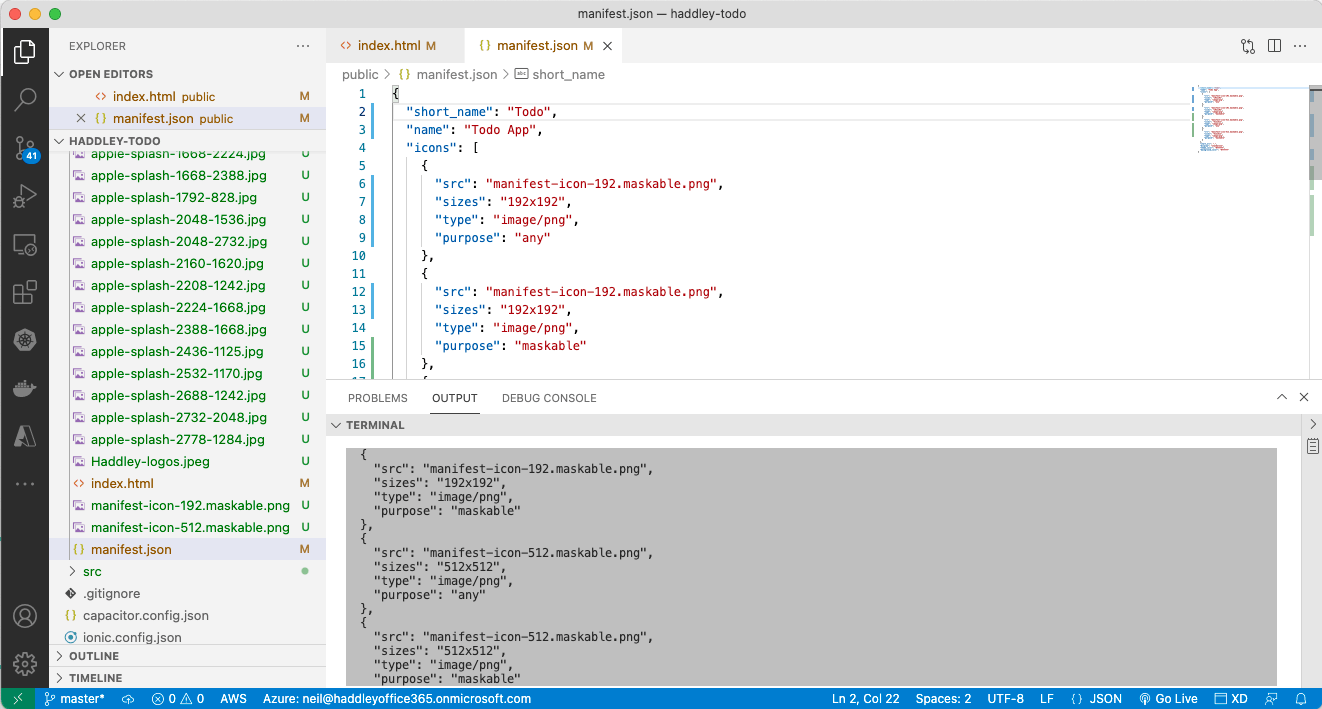 manifest.json — haddley-todo
EXPLORER
OPEN EDITORS
index.html public M
manifest.json public M
HADDLEY-TODO
apple-splash-1668-2224.jpg U
apple-splash-1668-2388.jpg U
apple-splash-1792-828.jpg U
apple-splash-2048-1536.jpg U
apple-splash-2048-2732.jpg U
apple-splash-2160-1620.jpg U
apple-splash-2208-1242.jpg U
apple-splash-2224-1668.jpg U
apple-splash-2388-1668.jpg U
apple-splash-2436-1125.jpg U
apple-splash-2532-1170.jpg U
apple-splash-2688-1242.jpg U
apple-splash-2732-2048.jpg U
apple-splash-2778-1284.jpg U
Haddley-logos.jpeg U
index.html M
manifest-icon-192.maskable.png U
manifest-icon-512.maskable.png U
manifest.json M
src
.gitignore
capacitor.config.json
ionic.config.json
OUTLINE
TIMELINE
41
index.html M
manifest.json M
public > {} manifest.json > abc short_name
1 {
2 "short_name": "Todo",
3 "name": "Todo App",
4 "icons": [
5 {
6 "src": "manifest-icon-192.maskable.png",
7 "sizes": "192x192",
8 "type": "image/png",
9 "purpose": "any"
10 },
11 {
12 "src": "manifest-icon-192.maskable.png",
13 "sizes": "192x192",
14 "type": "image/png",
15 "purpose": "maskable"
16 },
17 {
PROBLEMS OUTPUT DEBUG CONSOLE
TERMINAL
{
"src": "manifest-icon-192.maskable.png",
"sizes": "192x192",
"type": "image/png",
"purpose": "maskable"
},
{
"src": "manifest-icon-512.maskable.png",
"sizes": "512x512",
"type": "image/png",
"purpose": "any"
},
{
"src": "manifest-icon-512.maskable.png",
"sizes": "512x512",
"type": "image/png",
"purpose": "maskable"
master* 0 0 AWS Azure: neil@haddleyoffice365.onmicrosoft.com Ln 2, Col 22 Spaces: 2 UTF-8 LF {} JSON Go Live XD